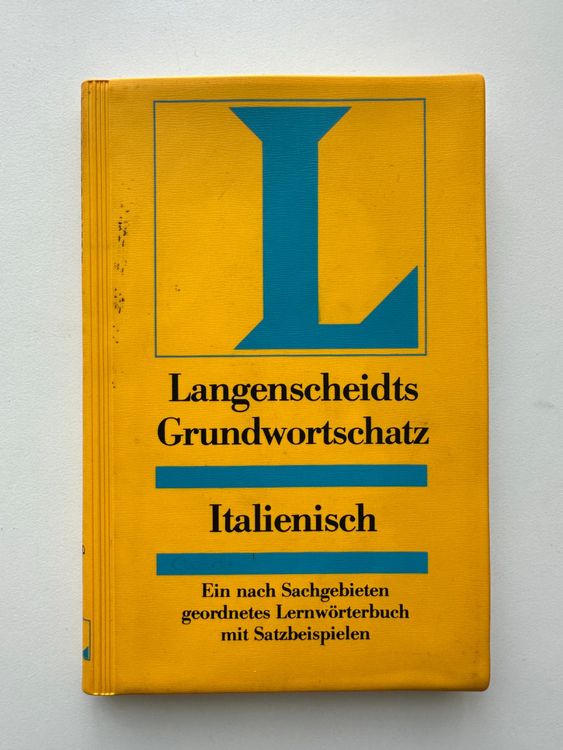 L
Langenscheidts
Grundwortschatz
Italienisch
Ein nach Sachgebieten
geordnetes Lernwörterbuch
mit Satzbeispielen